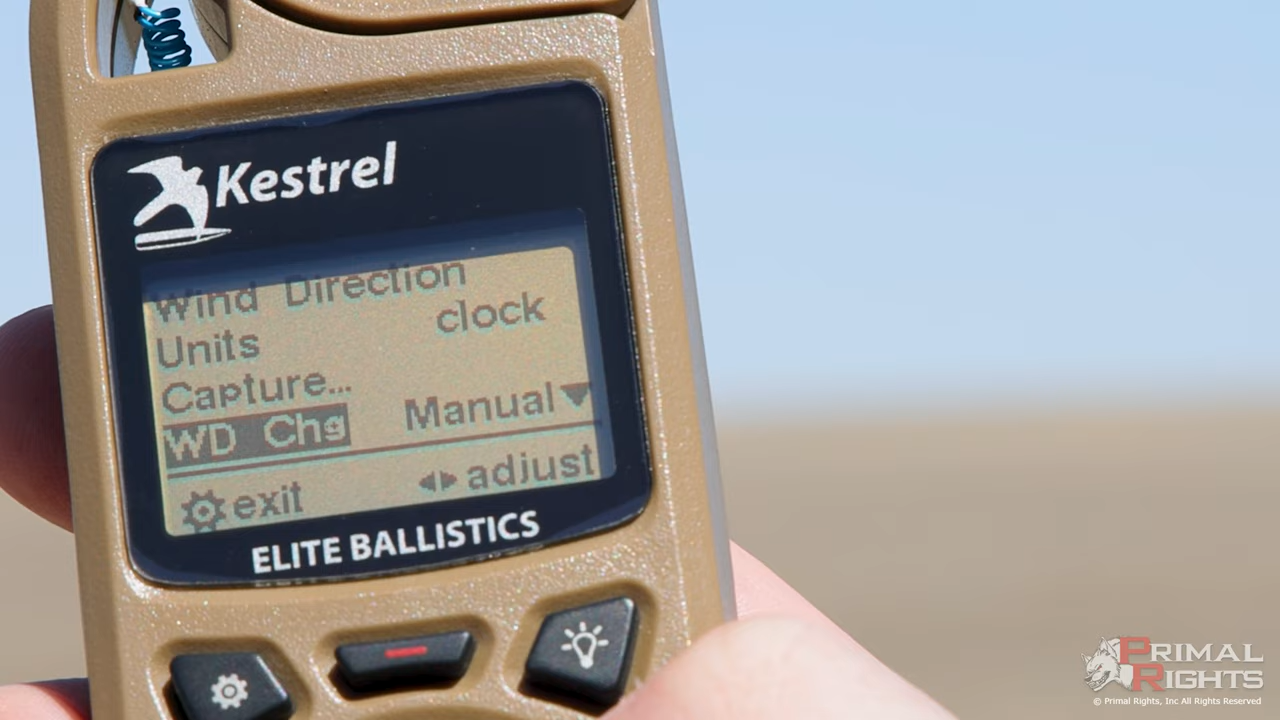 Kestrel
Wind Direction
Units clock
Capture...
WD Chg Manual
exit adjust
ELITE BALLISTICS
PRIMAL
RIGHTS
© Primal Rights, Inc All Rights Reserved